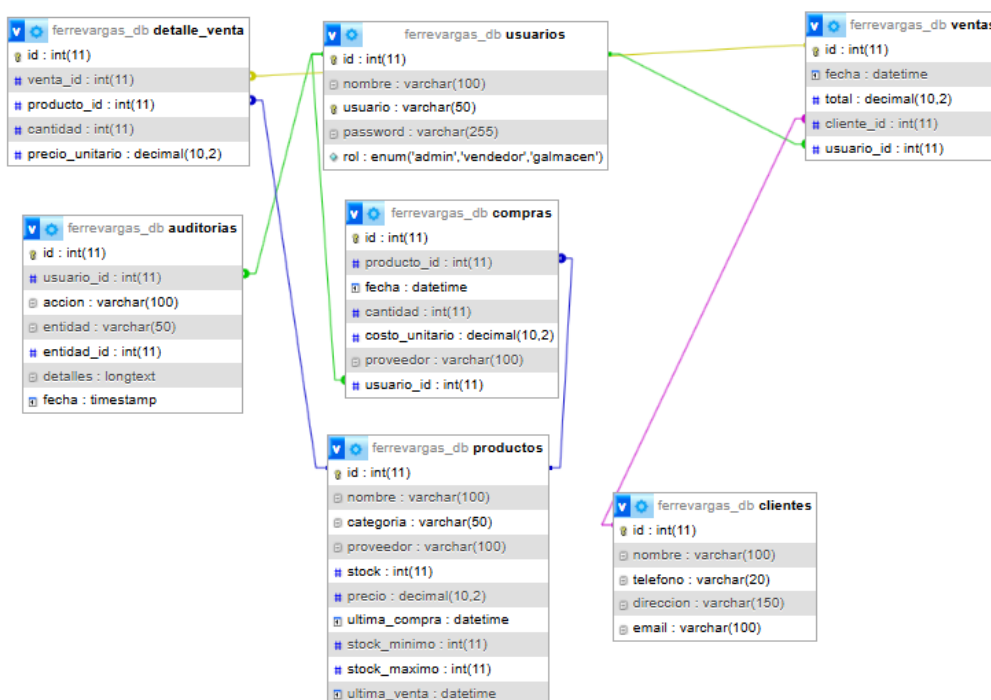 ferrevargas_db detalle_venta
id : int(11)
venta_id : int(11)
producto_id : int(11)
cantidad : int(11)
precio_unitario : decimal(10,2)
ferrevargas_db usuarios
id : int(11)
nombre : varchar(100)
usuario : varchar(50)
password : varchar(255)
rol : enum('admin','vendedor','galmacen')
ferrevargas_db ventas
id : int(11)
fecha : datetime
total : decimal(10,2)
cliente_id : int(11)
usuario_id : int(11)
ferrevargas_db auditorias
id : int(11)
usuario_id : int(11)
accion : varchar(100)
entidad : varchar(50)
entidad_id : int(11)
detalles : longtext
fecha : timestamp
ferrevargas_db compras
id : int(11)
producto_id : int(11)
fecha : datetime
cantidad : int(11)
costo_unitario : decimal(10,2)
proveedor : varchar(100)
usuario_id : int(11)
ferrevargas_db productos
id : int(11)
nombre : varchar(100)
categoria : varchar(50)
proveedor : varchar(100)
stock : int(11)
precio : decimal(10,2)
ultima_compra : datetime
stock_minimo : int(11)
stock_maximo : int(11)
ultima_venta : datetime
ferrevargas_db clientes
id : int(11)
nombre : varchar(100)
telefono : varchar(20)
direccion : varchar(150)
email : varchar(100)